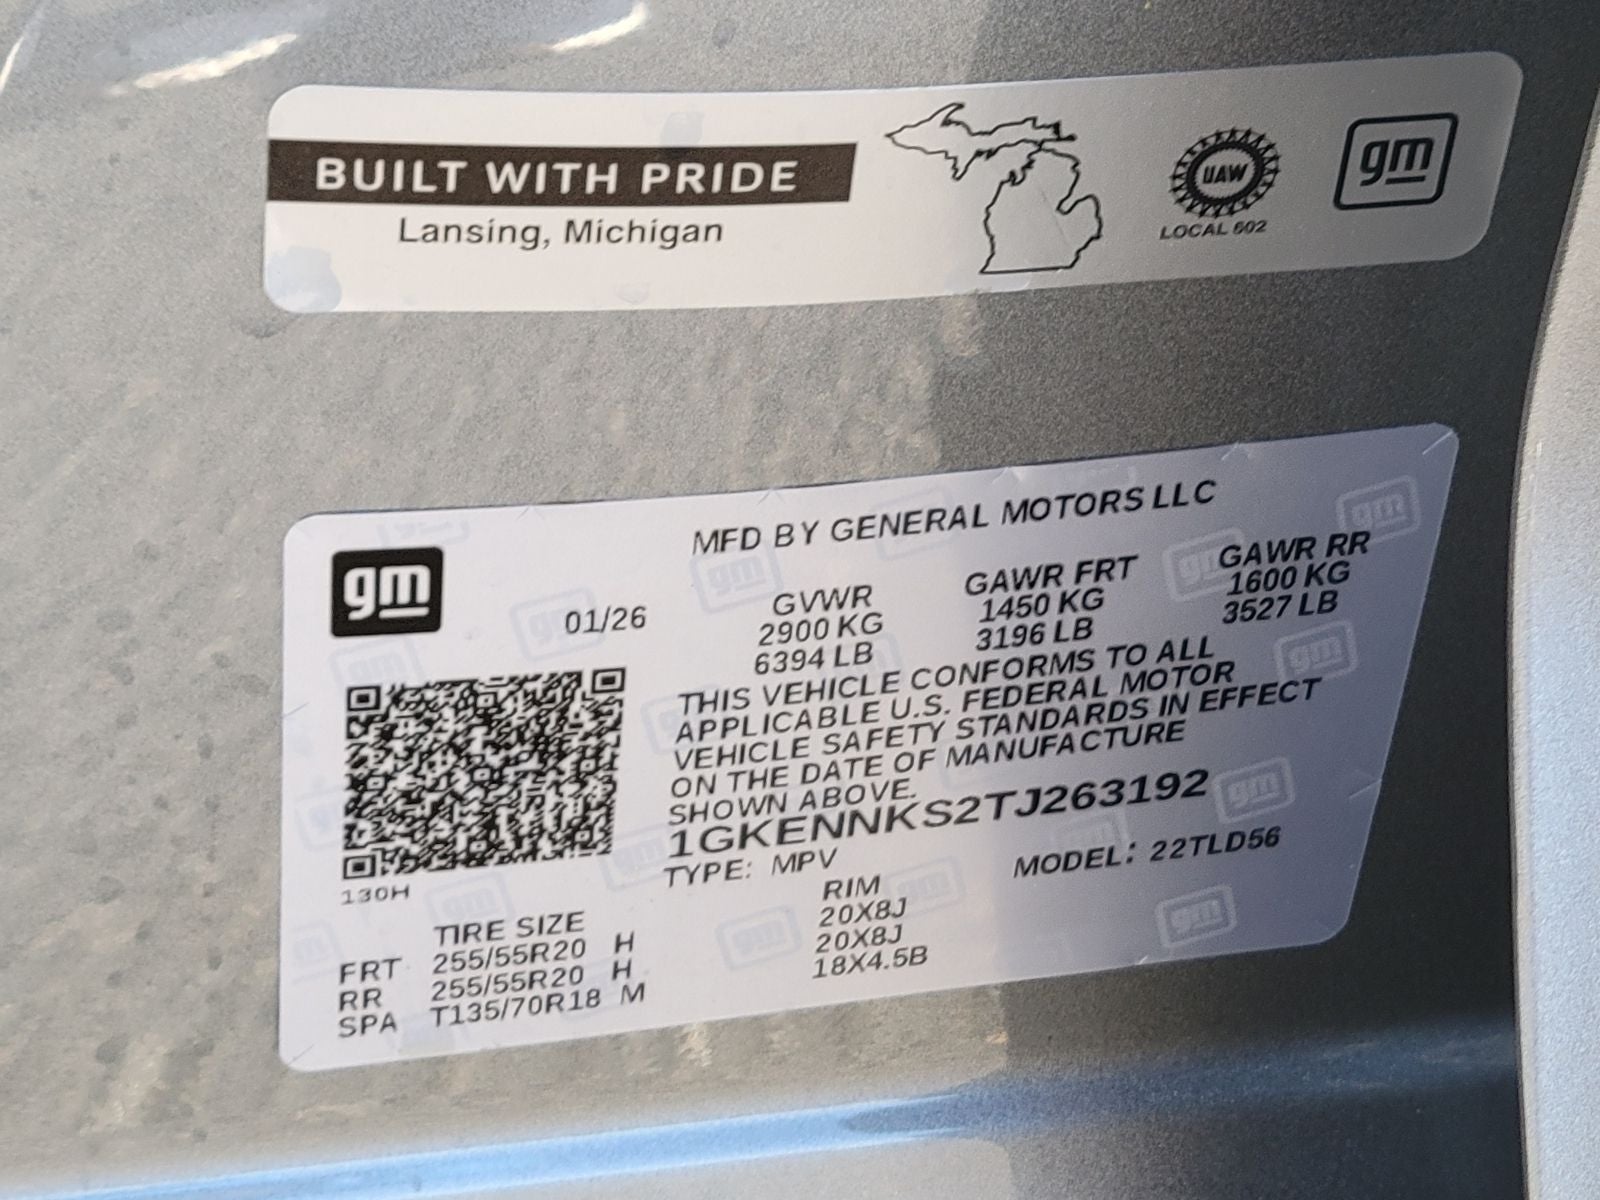 BUILT WITH PRIDE
Lansing, Michigan
UAW
LOCAL 602
gm
MFD BY GENERAL MOTORS LLC
gm
01/26
GVWR
2900 KG
6394 LB
GAWR FRT
1450 KG
3196 LB
GAWR RR
1600 KG
3527 LB
THIS VEHICLE CONFORMS TO ALL
APPLICABLE U.S. FEDERAL MOTOR
VEHICLE SAFETY STANDARDS IN EFFECT
ON THE DATE OF MANUFACTURE
SHOWN ABOVE.
1GKENNKS2TJ263192
TYPE: MPV
MODEL: 22TLD56
130H
TIRE SIZE RIM
FRT 255/55R20 H 20X8J
RR 255/55R20 H 20X8J
SPA T135/70R18 M 18X4.5B